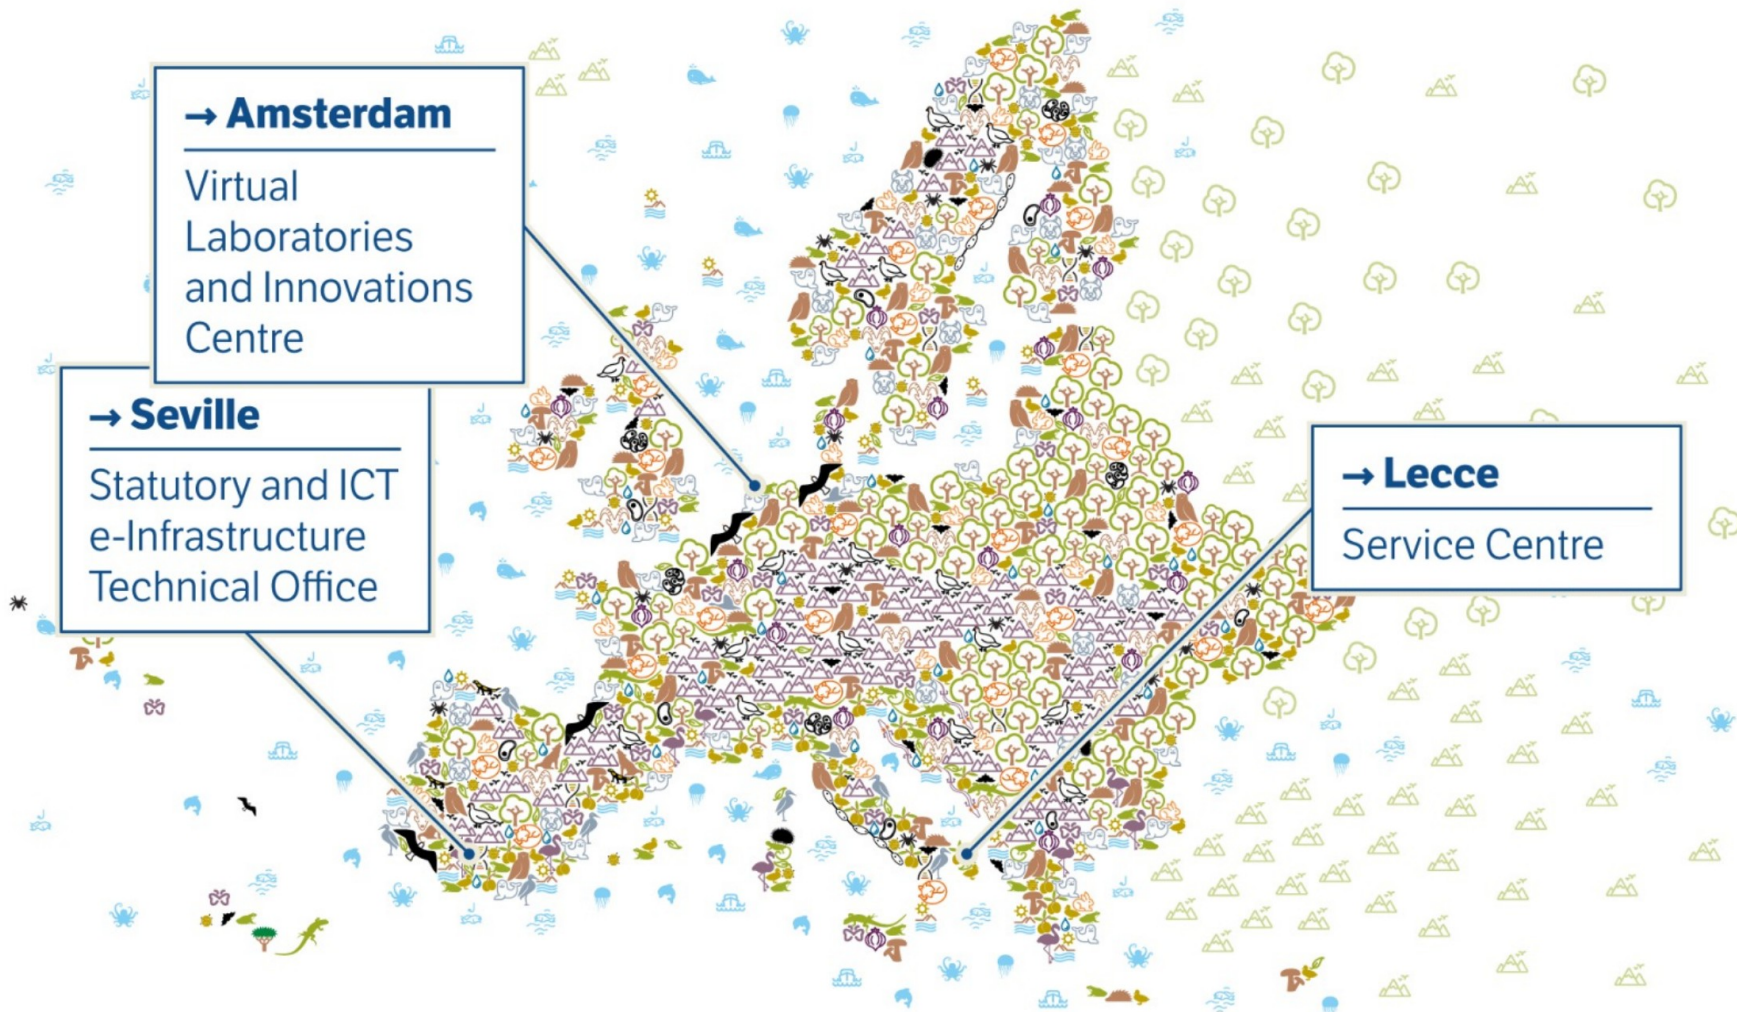 → Amsterdam
Virtual
Laboratories
and Innovations
Centre
→ Seville
Statutory and ICT
e-Infrastructure
Technical Office
→ Lecce
Service Centre